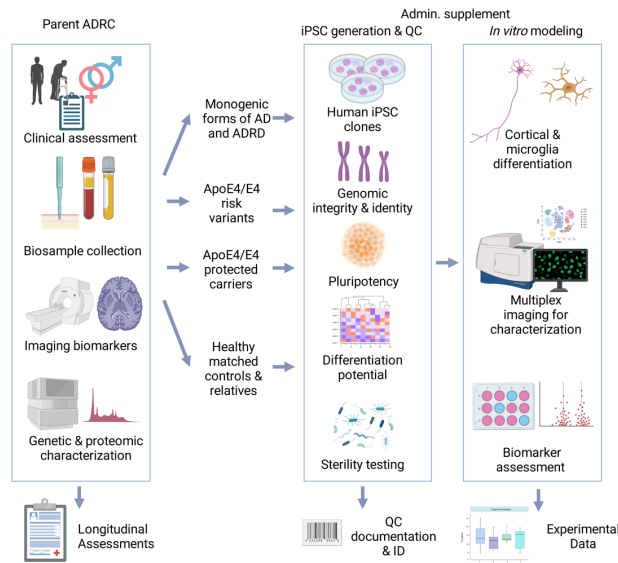 Admin. supplement
Parent ADRC
iPSC generation & QC
In vitro modeling
Clinical assessment
Biosample collection
Imaging biomarkers
Genetic & proteomic
characterization
Longitudinal
Assessments
Monogenic
forms of AD
and ADRD
ApoE4/E4
risk
variants
ApoE4/E4
protected
carriers
Healthy
matched
controls &
relatives
Human iPSC
clones
Genomic
integrity & identity
Pluripotency
Differentiation
potential
Sterility testing
QC
documentation
& ID
Cortical &
microglia
differentiation
Multiplex
imaging for
characterization
Biomarker
assessment
Experimental
Data